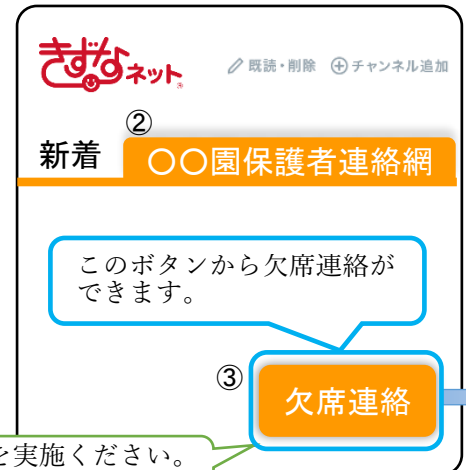 きずなネット
既読・削除 チャンネル追加
②
新着 〇〇園保護者連絡網
このボタンから欠席連絡が
できます。
③
欠席連絡
を実施ください。